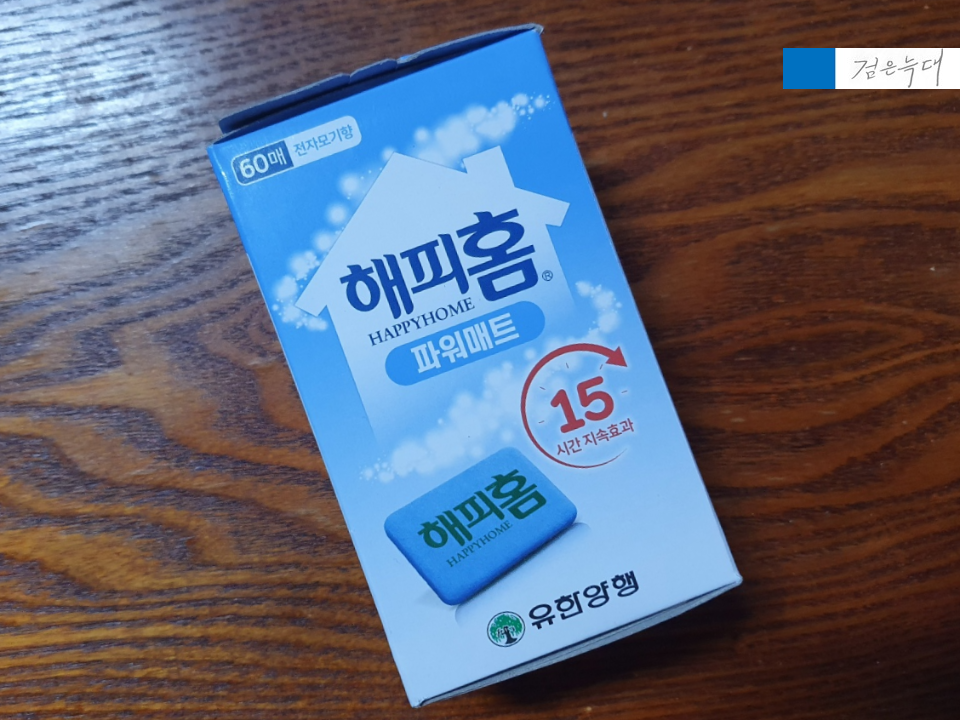 검은늑대
60매 전자모기향
해피홈®
HAPPYHOME
파워매트
15
시간 지속효과
해피홈
HAPPYHOME
유한양행